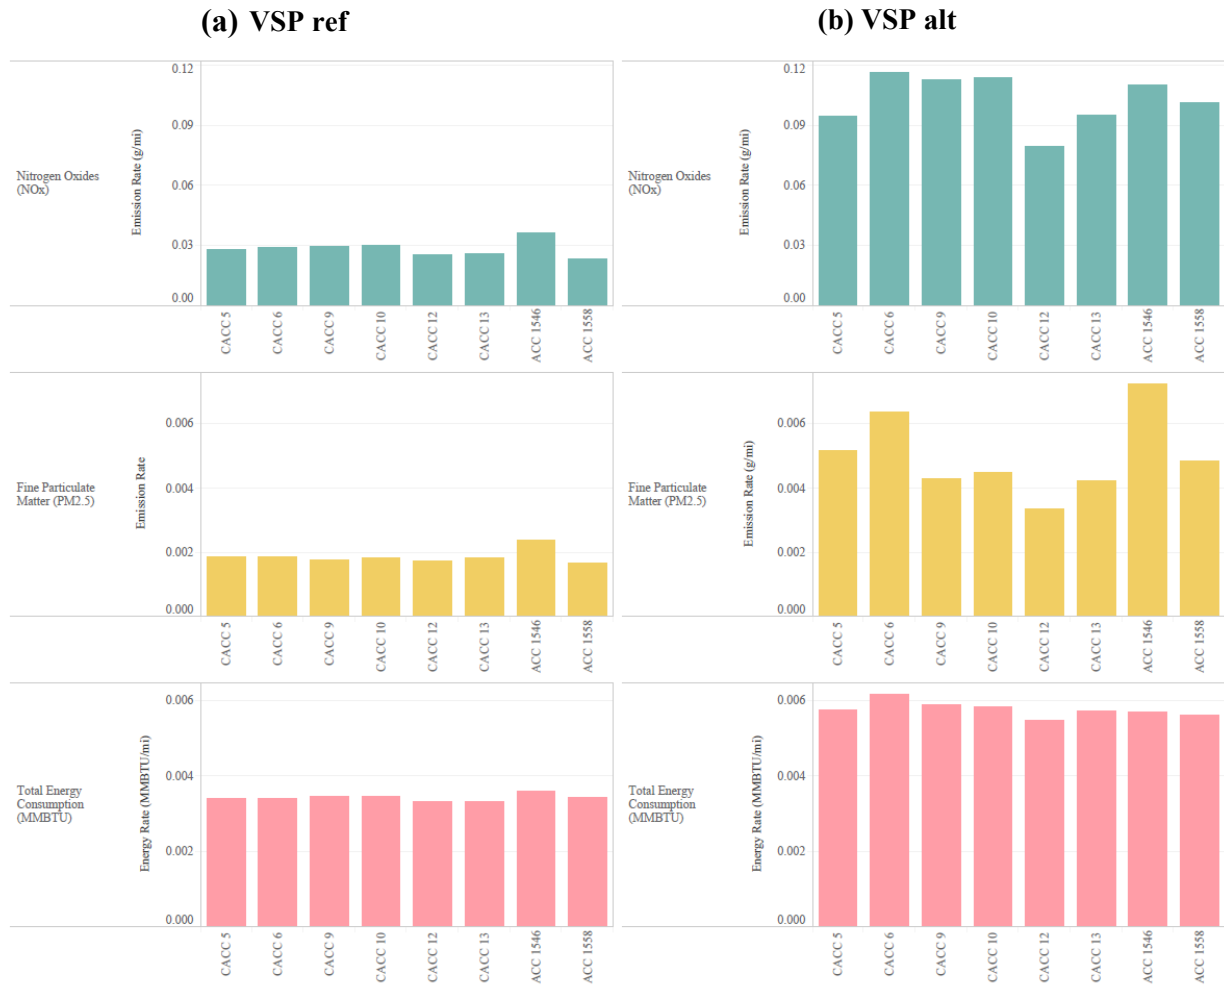 (a) VSP ref
(b) VSP alt
Nitrogen Oxides
(NOx)
Emission Rate (g/mi)
0.12
0.09
0.06
0.03
0.00
CACC 5
CACC 6
CACC 9
CACC 10
CACC 12
CACC 13
ACC 1546
ACC 1558
Nitrogen Oxides
(NOx)
Emission Rate (g/mi)
0.12
0.09
0.06
0.03
0.00
CACC 5
CACC 6
CACC 9
CACC 10
CACC 12
CACC 13
ACC 1546
ACC 1558
Fine Particulate
Matter (PM2.5)
Emission Rate
0.006
0.004
0.002
0.000
CACC 5
CACC 6
CACC 9
CACC 10
CACC 12
CACC 13
ACC 1546
ACC 1558
Fine Particulate
Matter (PM2.5)
Emission Rate (g/mi)
0.006
0.004
0.002
0.000
CACC 5
CACC 6
CACC 9
CACC 10
CACC 12
CACC 13
ACC 1546
ACC 1558
Total Energy
Consumption
(MMBTU)
Energy Rate (MMBTU/mi)
0.006
0.004
0.002
0.000
CACC 5
CACC 6
CACC 9
CACC 10
CACC 12
CACC 13
ACC 1546
ACC 1558
Total Energy
Consumption
(MMBTU)
Energy Rate (MMBTU/mi)
0.006
0.004
0.002
0.000
CACC 5
CACC 6
CACC 9
CACC 10
CACC 12
CACC 13
ACC 1546
ACC 1558